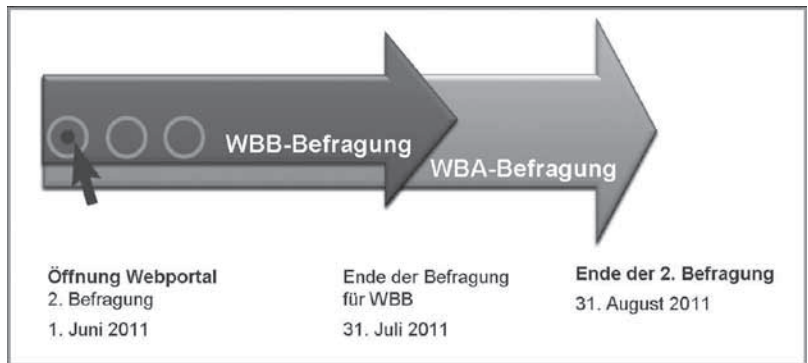 WBB-Befragung
WBA-Befragung
Öffnung Webportal
2. Befragung
1. Juni 2011
Ende der Befragung
für WBB
31. Juli 2011
Ende der 2. Befragung
31. August 2011